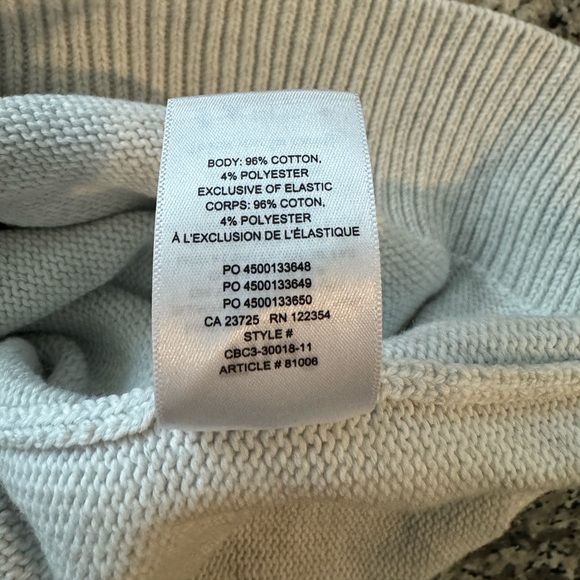 BODY: 96% COTTON,
4% POLYESTER
EXCLUSIVE OF ELASTIC
CORPS: 96% COTON,
4% POLYESTER
À L'EXCLUSION DE L'ÉLASTIQUE
PO 4500133648
PO 4500133649
PO 4500133650
CA 23725 RN 122354
STYLE #
CBC3-30018-11
ARTICLE # 81006